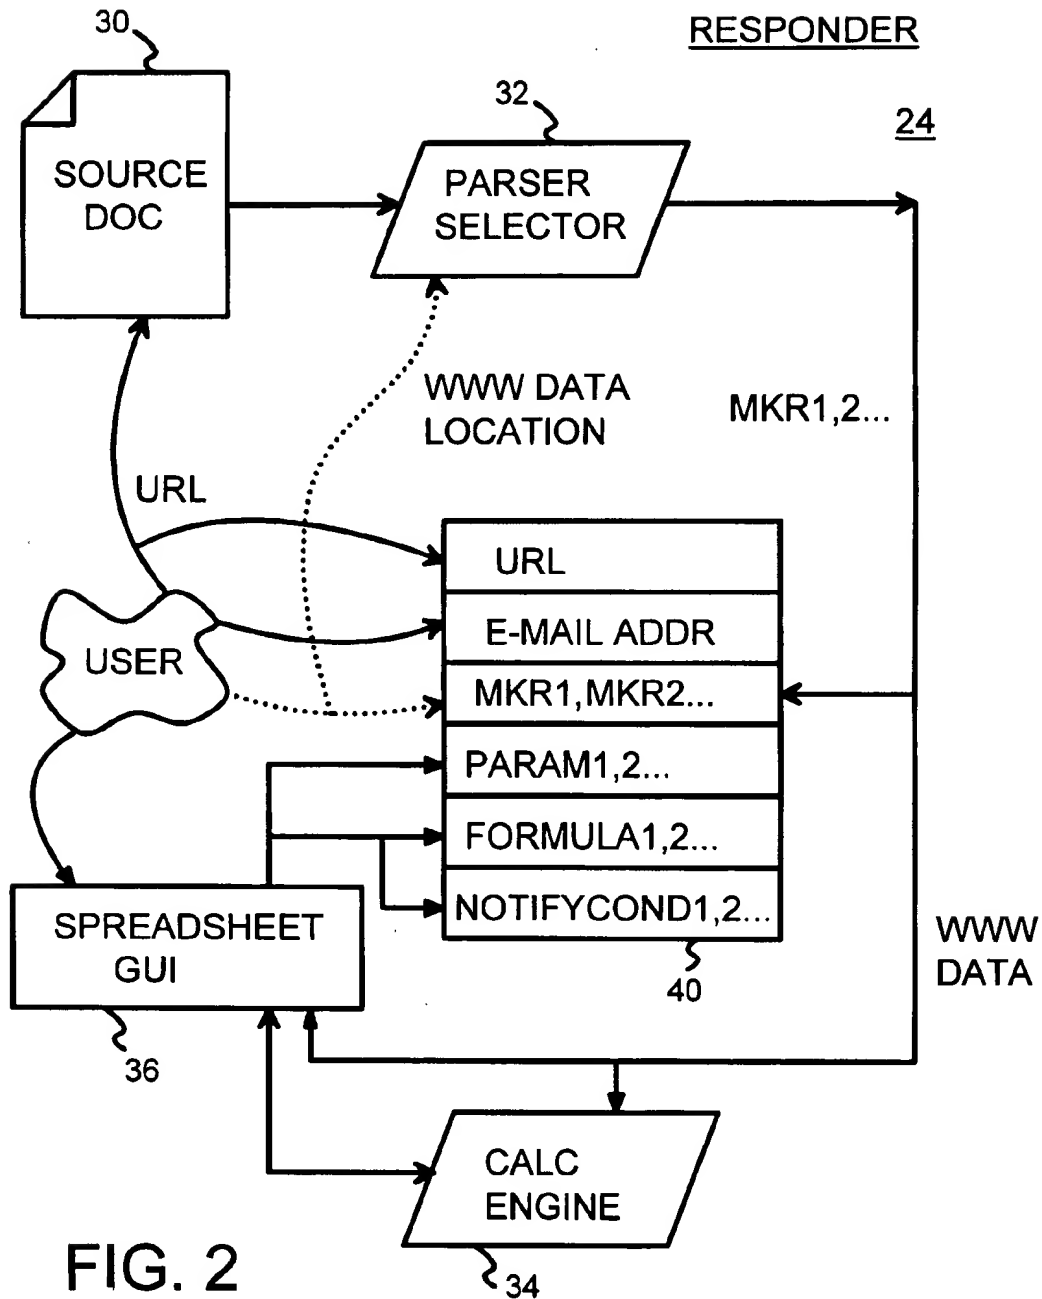 30
RESPONDER
32
24
SOURCE
DOC
PARSER
SELECTOR
WWW DATA
LOCATION
MKR1,2...
URL
URL
E-MAIL ADDR
USER
MKR1,MKR2...
PARAM1,2...
FORMULA1,2...
NOTIFYCOND1,2...
SPREADSHEET
GUI
WWW
DATA
40
36
CALC
ENGINE
34
FIG. 2